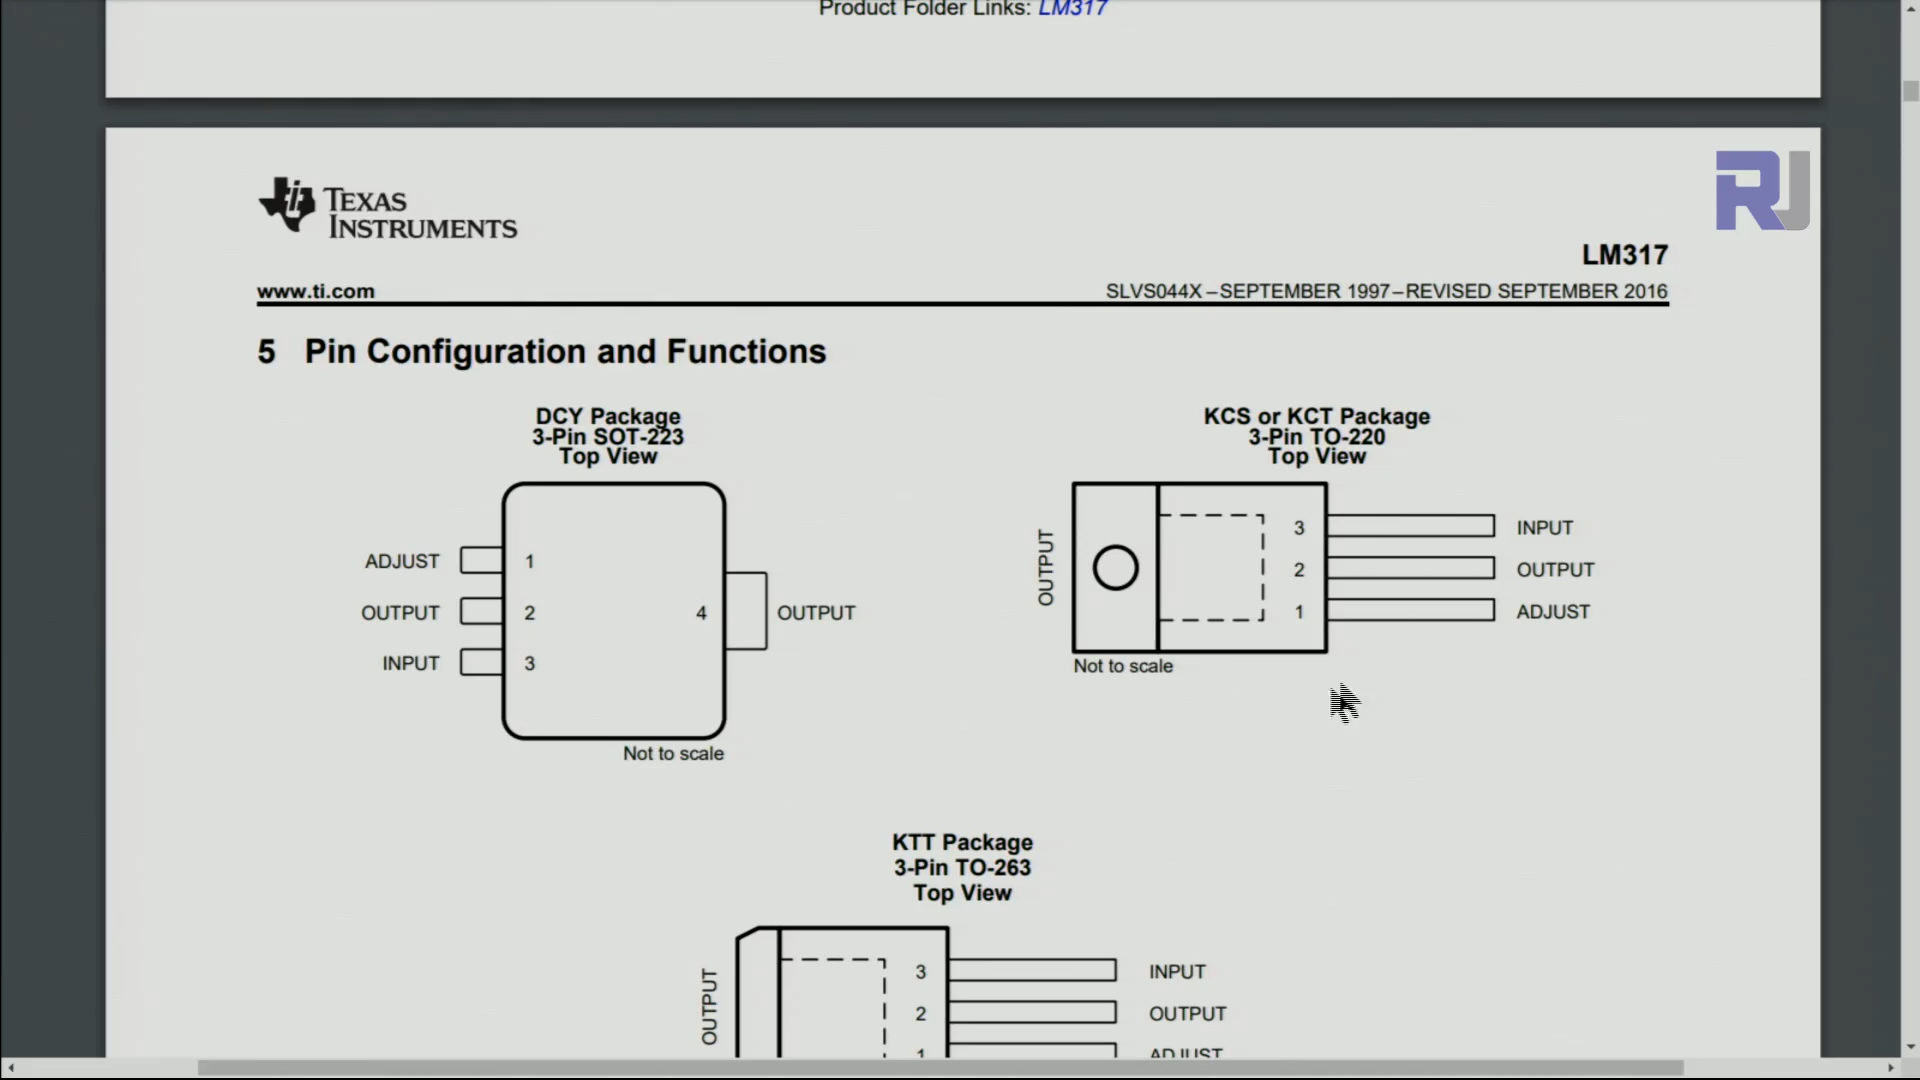 Product Folder Links: LM317
TEXAS
INSTRUMENTS
RJ
LM317
www.ti.com
SLVS044X – SEPTEMBER 1997 – REVISED SEPTEMBER 2016
5 Pin Configuration and Functions
DCY Package
3-Pin SOT-223
Top View
ADJUST 1
OUTPUT 2
INPUT 3
4 OUTPUT
Not to scale
KCS or KCT Package
3-Pin TO-220
Top View
OUTPUT
3 INPUT
2 OUTPUT
1 ADJUST
Not to scale
KTT Package
3-Pin TO-263
Top View
OUTPUT
3 INPUT
2 OUTPUT
1 ADJUST